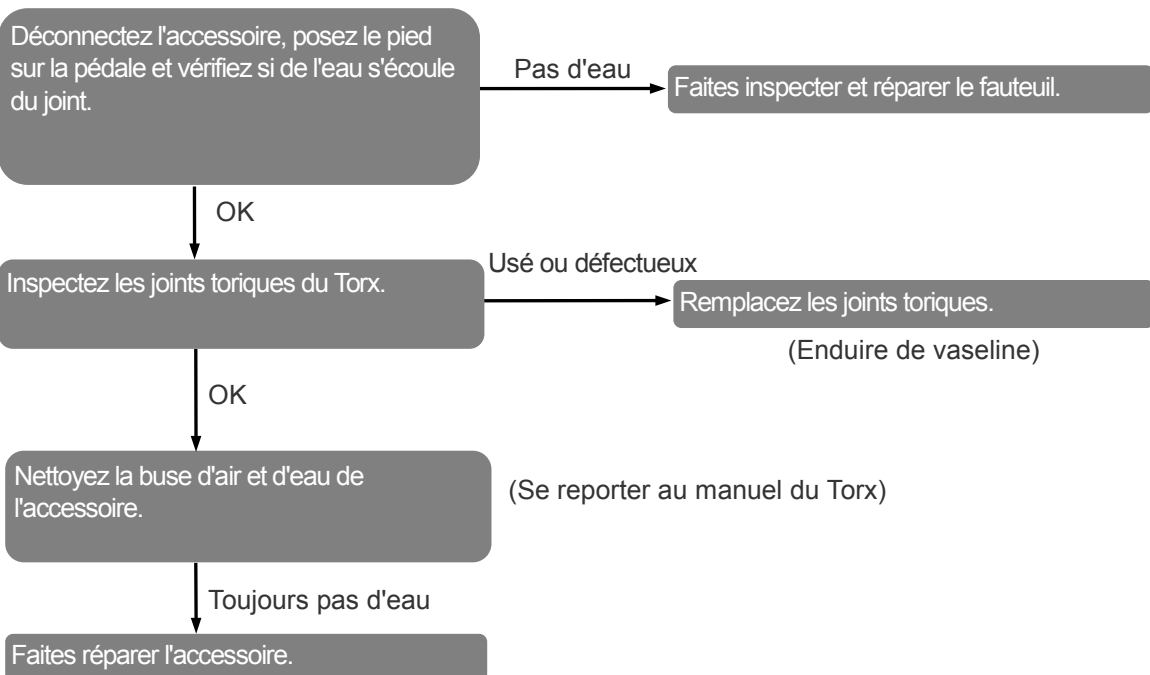 Déconnectez l'accessoire, posez le pied
sur la pédale et vérifiez si de l'eau s'écoule
du joint.
Pas d'eau
Faites inspecter et réparer le fauteuil.
OK
Inspectez les joints toriques du Torx.
Usé ou défectueux
Remplacez les joints toriques.
(Enduire de vaseline)
OK
Nettoyez la buse d'air et d'eau de
l'accessoire.
(Se reporter au manuel du Torx)
Toujours pas d'eau
Faites réparer l'accessoire.